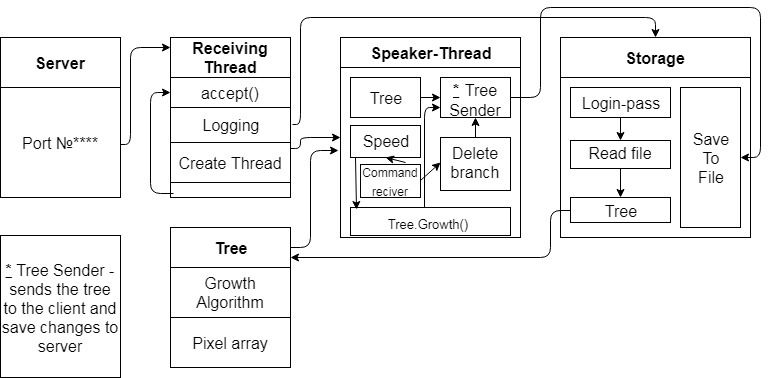 Server
Port №****
Receiving
Thread
accept()
Logging
Create Thread
Speaker-Thread
Tree
* Tree
Sender
Speed
Command
reciver
Delete
branch
Tree.Growth()
Storage
Login-pass
Read file
Tree
Save
To
File
* Tree Sender -
sends the tree
to the client and
save changes to
server
Tree
Growth
Algorithm
Pixel array